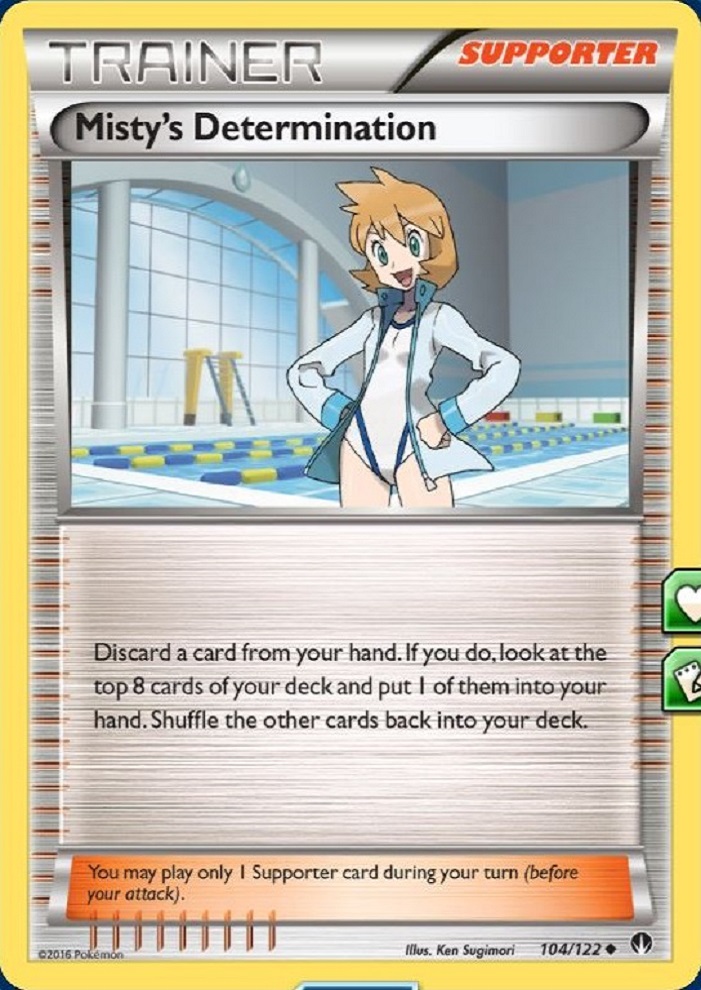 TRAINER
SUPPORTER
Misty's Determination
Discard a card from your hand. If you do, look at the
top 8 cards of your deck and put 1 of them into your
hand. Shuffle the other cards back into your deck.
You may play only 1 Supporter card during your turn (before
your attack).
©2016 Pokémon
Illus. Ken Sugimori
104/122